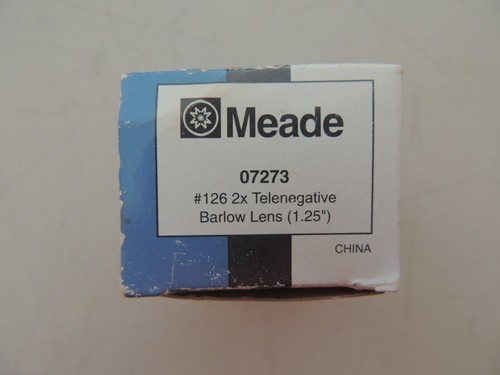 Meade
07273
#126 2x Telenegative
Barlow Lens (1.25")
CHINA